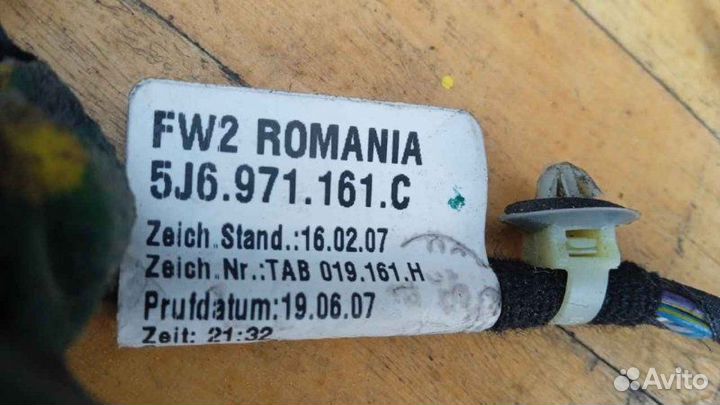 FW2 ROMANIA
5J6.971.161.C
Zeich.Stand.:16.02.07
Zeich.Nr.:TAB 019.161.H
Prufdatum:19.06.07
Zeit: 21:32
Avito